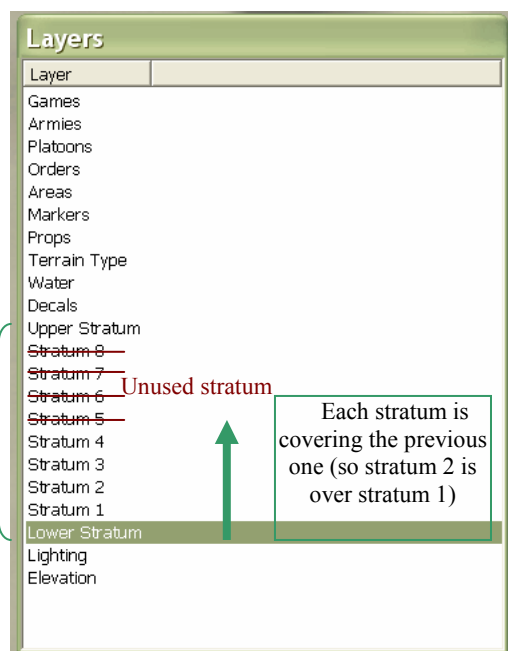 Layers
Layer
Games
Armies
Platoons
Orders
Areas
Markers
Props
Terrain Type
Water
Decals
Upper Stratum
Stratum 8
Stratum 7
Stratum 6
Stratum 5
Unused stratum
Stratum 4
Stratum 3
Stratum 2
Stratum 1
Lower Stratum
Lighting
Elevation
Each stratum is
covering the previous
one (so stratum 2 is
over stratum 1)